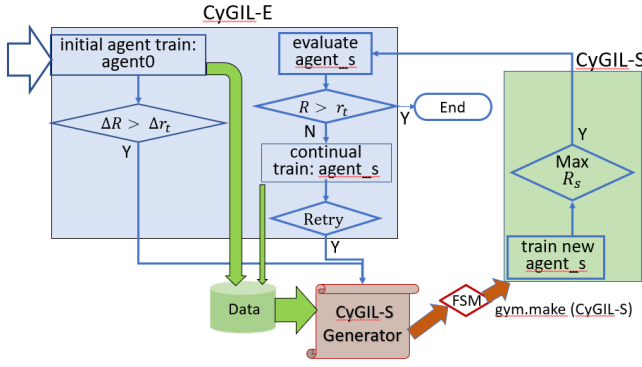 CyGIL-E
initial agent train:
agent0
ΔR > Δr_t
Y
evaluate
agent_s
R > r_t
Y
End
N
continual
train: agent_s
Retry
Y
Data
CyGIL-S
Generator
FSM
gym.make (CyGIL-S)
CyGIL-S
Y
Max
R_s
train new
agent_s